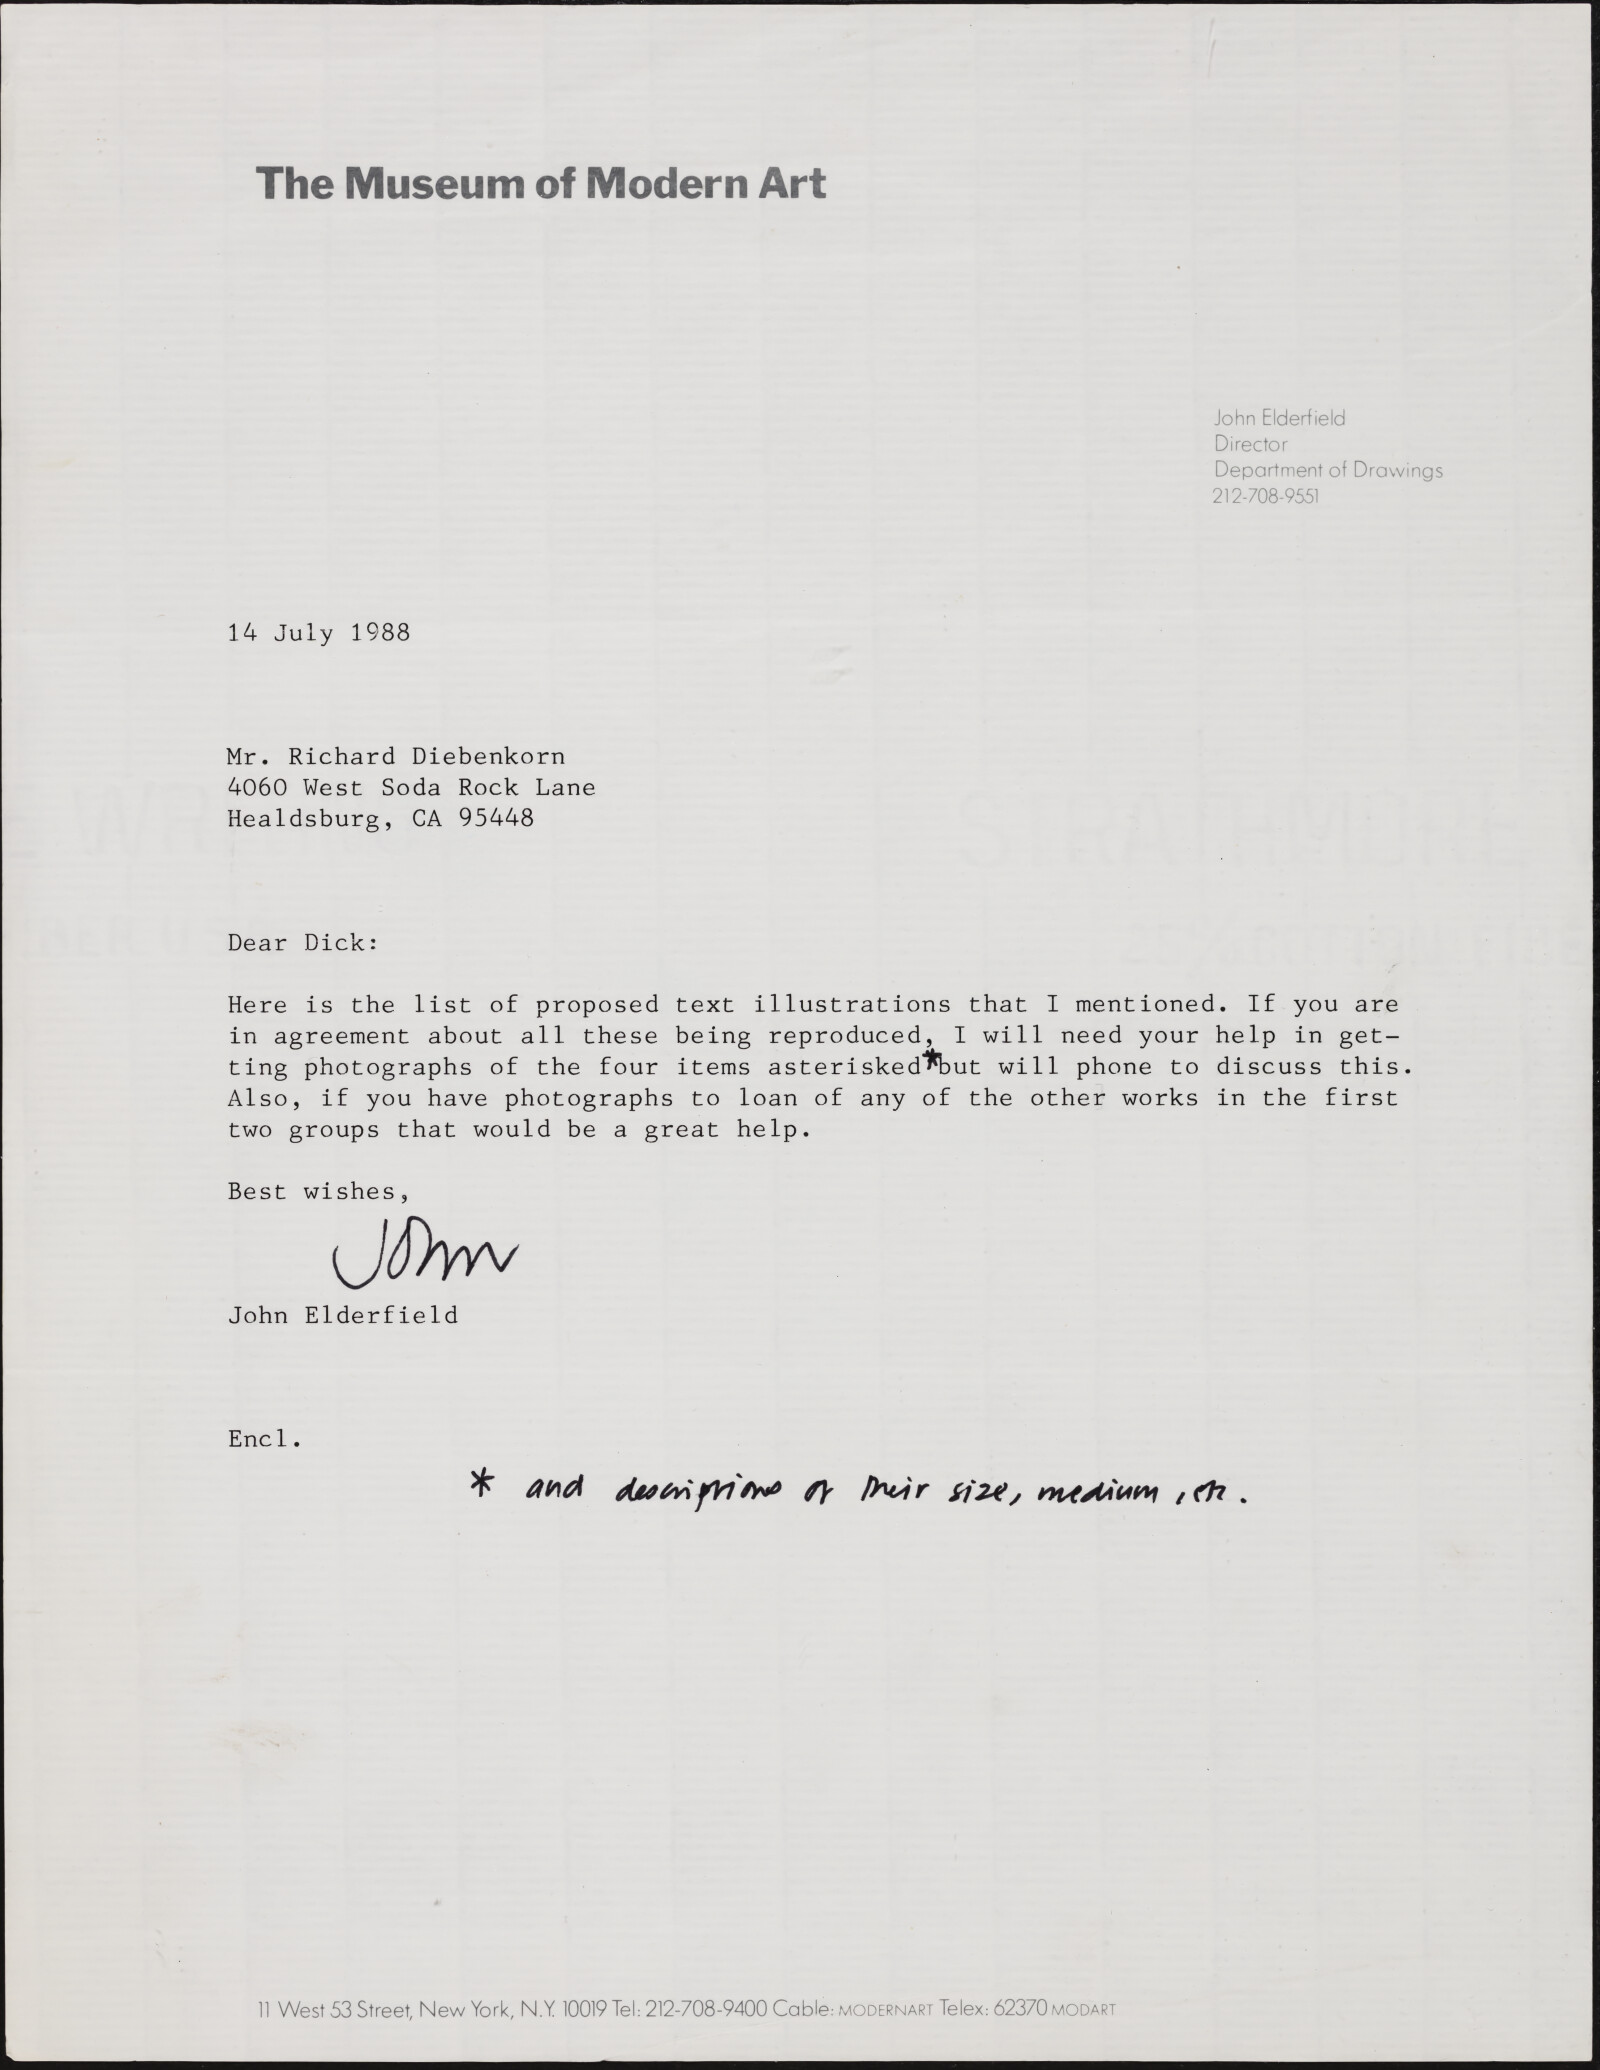 The Museum of Modern Art
John Elderfield
Director
Department of Drawings
212-708-9551
14 July 1988
Mr. Richard Diebenkorn
4060 West Soda Rock Lane
Healdsburg, CA 95448
Dear Dick:
Here is the list of proposed text illustrations that I mentioned. If you are
in agreement about all these being reproduced, I will need your help in get-
ting photographs of the four items asterisked*but will phone to discuss this.
Also, if you have photographs to loan of any of the other works in the first
two groups that would be a great help.
Best wishes,
John
John Elderfield
Encl.
* and descriptions of their size, medium, etc.
11 West 53 Street, New York, N.Y. 10019 Tel: 212-708-9400 Cable: MODERNART Telex: 62370 MODART